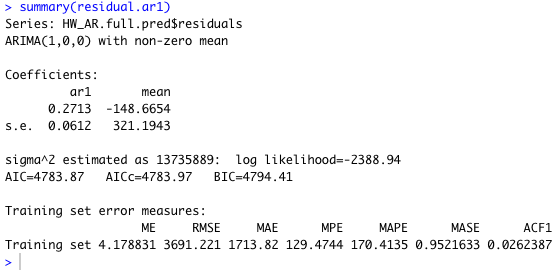 > summary(residual.ar1)
Series: HW_AR.full.pred$residuals
ARIMA(1,0,0) with non-zero mean
Coefficients:
ar1 mean
0.2713 -148.6654
s.e. 0.0612 321.1943
sigma^2 estimated as 13735889: log likelihood=-2388.94
AIC=4783.87 AICc=4783.97 BIC=4794.41
Training set error measures:
ME RMSE MAE MPE MAPE MASE ACF1
Training set 4.178831 3691.221 1713.82 129.4744 170.4135 0.9521633 0.0262387
>